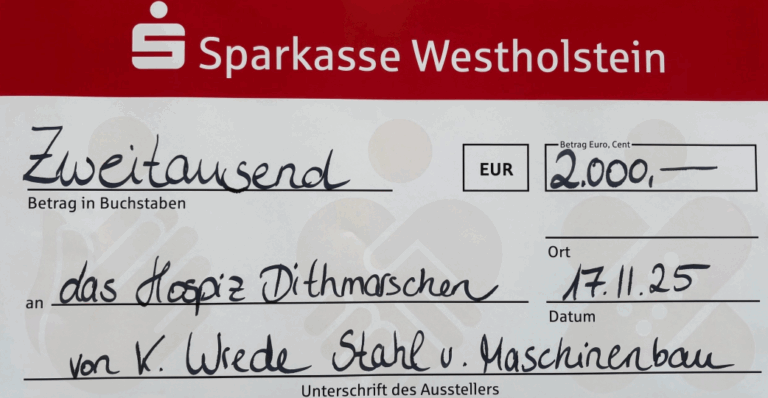 Sparkasse Westholstein
Zweitausend
Betrag in Buchstaben
EUR
Betrag Euro, Cent
2.000,—
Ort
an das Hospiz Dithmarschen
17.11.25
Datum
von K. Wrede Stahl u. Maschinenbau
Unterschrift des Ausstellers